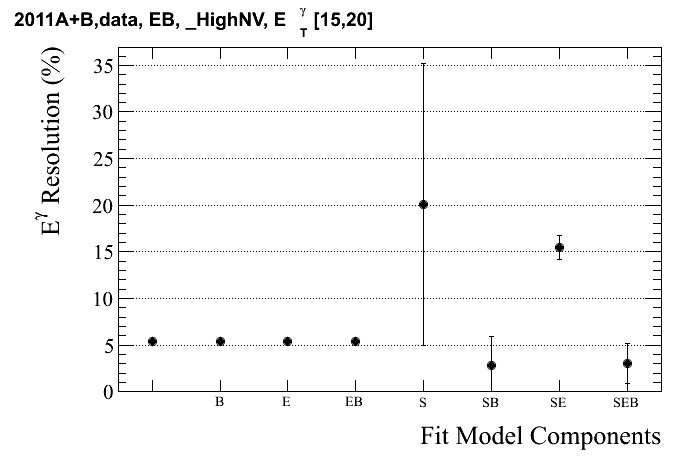 2011A+B,data, EB, _HighNV, E γ T [15,20]
E^γ Resolution (%)
35
30
25
20
15
10
5
0
B E EB S SB SE SEB
Fit Model Components